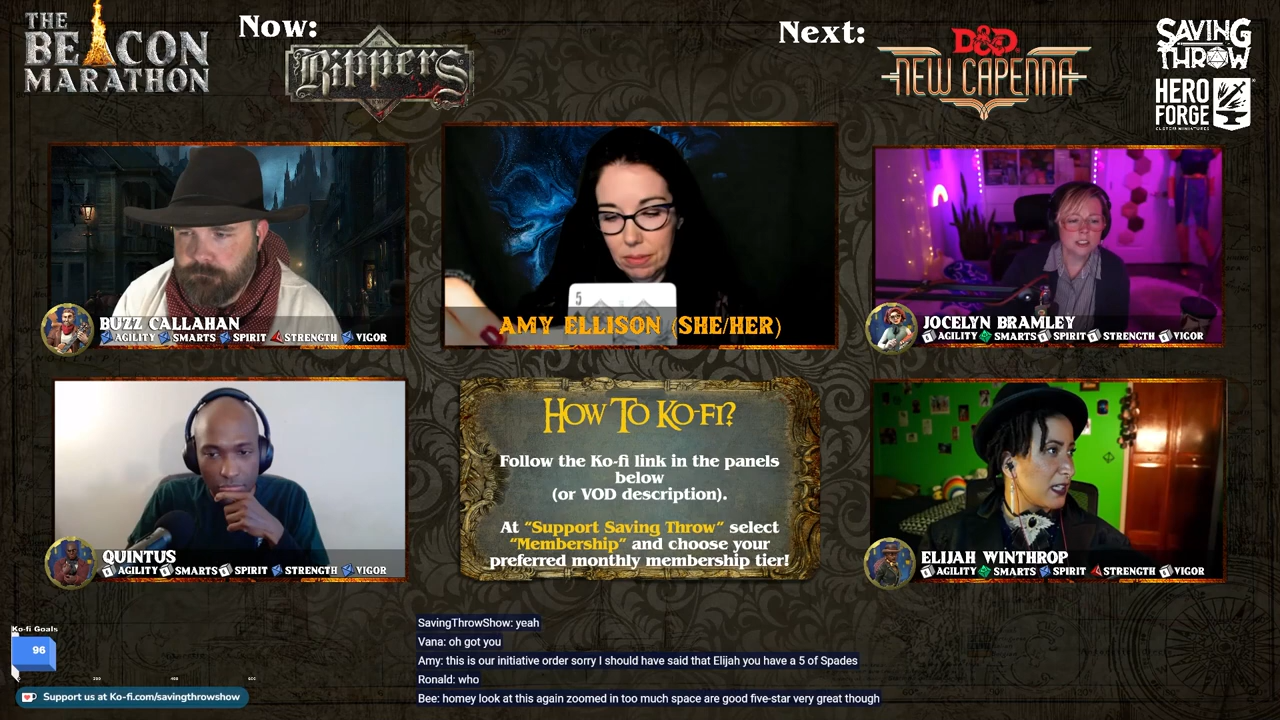 THE
BEACON
MARATHON
Now:
Rippers
Next:
D&D
NEW CAPENNA
SAVING
THROW
HERO
FORGE
CUSTOM MINIATURES
5
BUZZ CALLAHAN
AGILITY SMARTS SPIRIT STRENGTH VIGOR
AMY ELLISON (SHE/HER)
JOCELYN BRAMLEY
AGILITY SMARTS SPIRIT STRENGTH VIGOR
HOW TO KO-FI?
Follow the Ko-fi link in the panels
below
(or VOD description).
At “Support Saving Throw” select
“Membership” and choose your
preferred monthly membership tier!
QUINTUS
AGILITY SMARTS SPIRIT STRENGTH VIGOR
ELIJAH WINTHROP
AGILITY SMARTS SPIRIT STRENGTH VIGOR
Ko-fi Goals
96
Support us at Ko-fi.com/savingthrowshow
SavingThrowShow: yeah
Vana: oh got you
Amy: this is our initiative order sorry I should have said that Elijah you have a 5 of Spades
Ronald: who
Bee: homey look at this again zoomed in too much space are good five-star very great though